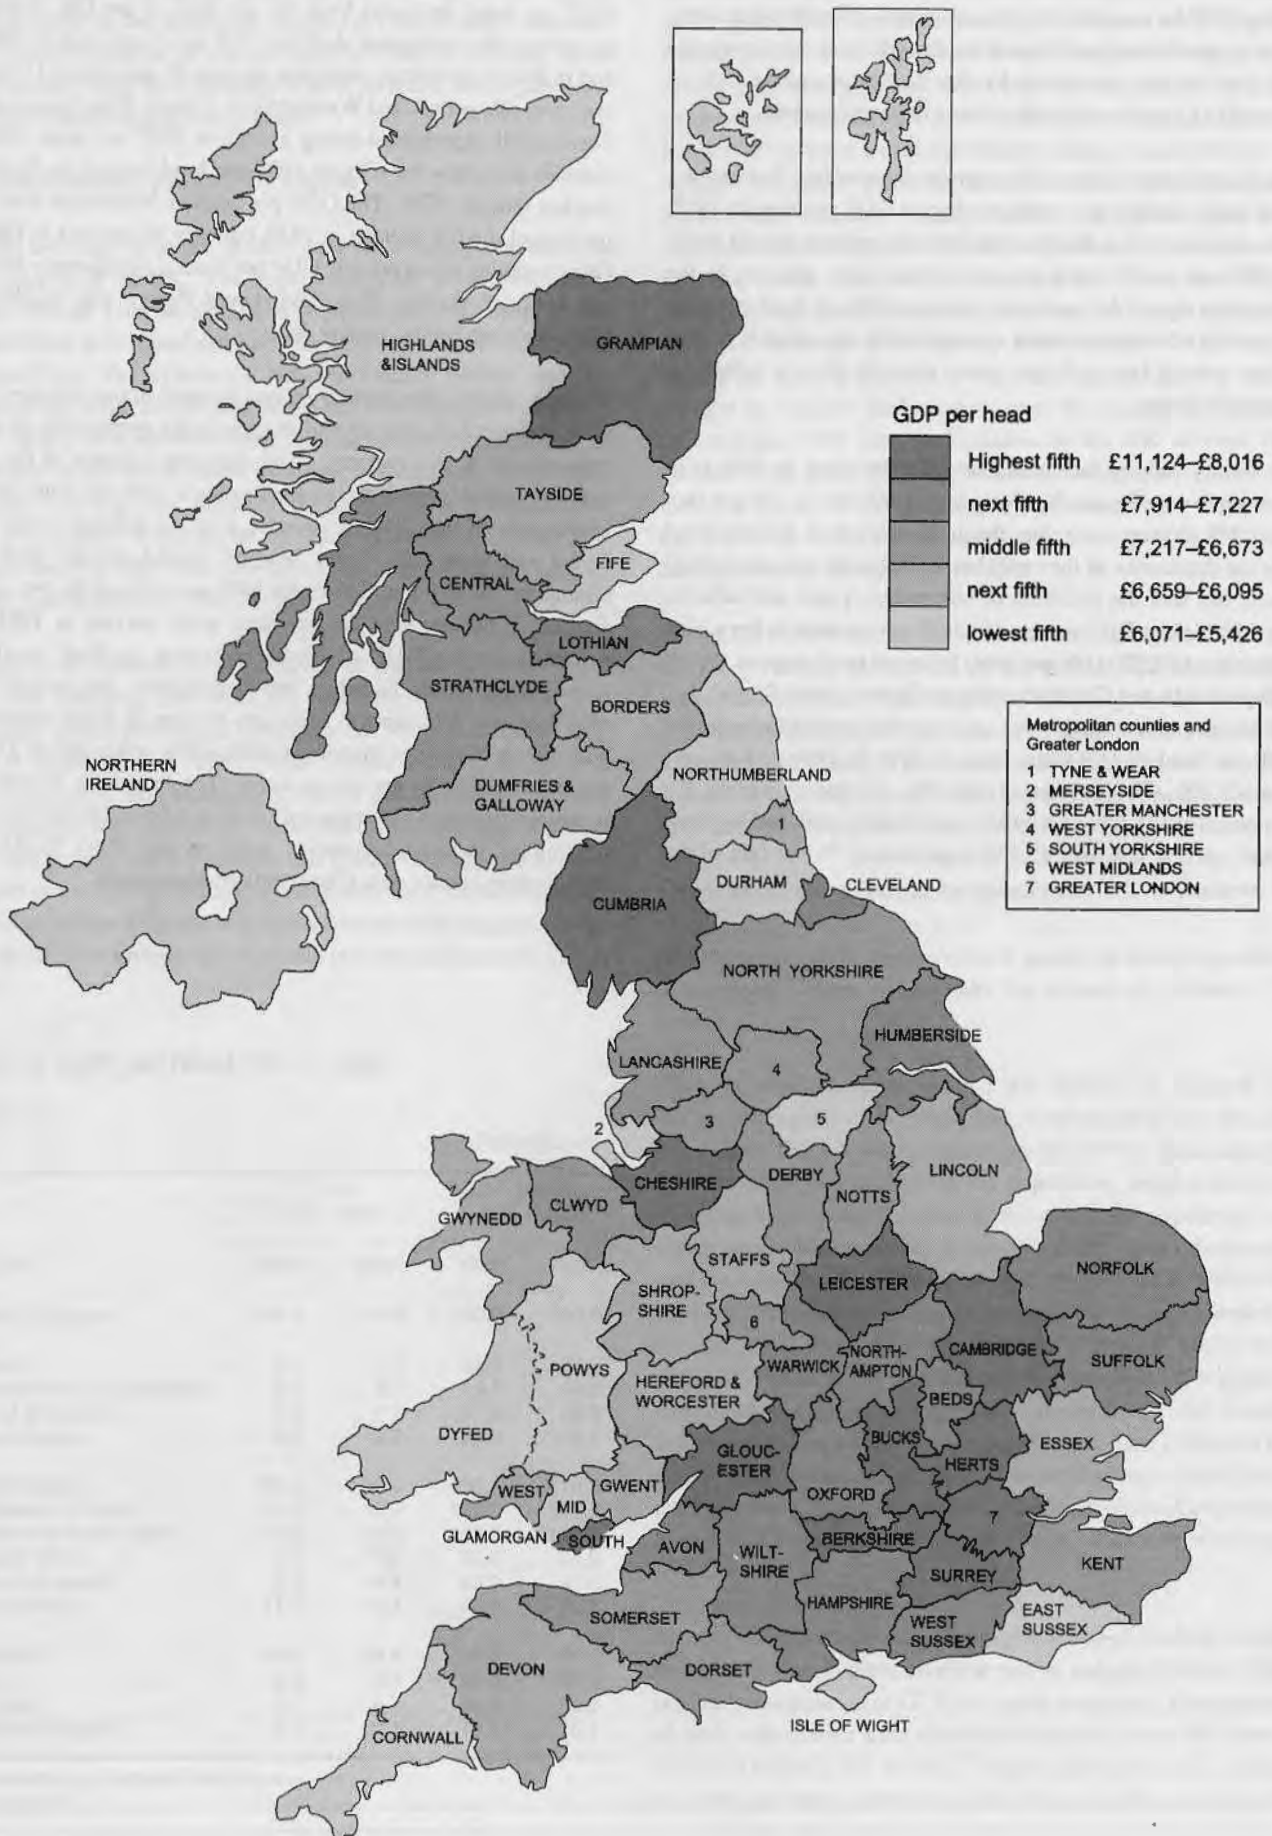 HIGHLANDS
&ISLANDS
GRAMPIAN
GDP per head
Highest fifth £11,124–£8,016
next fifth £7,914–£7,227
middle fifth £7,217–£6,673
next fifth £6,659–£6,095
lowest fifth £6,071–£5,426
TAYSIDE
FIFE
CENTRAL
LOTHIAN
STRATHCLYDE
BORDERS
Metropolitan counties and
Greater London
1 TYNE & WEAR
2 MERSEYSIDE
3 GREATER MANCHESTER
4 WEST YORKSHIRE
5 SOUTH YORKSHIRE
6 WEST MIDLANDS
7 GREATER LONDON
NORTHERN
IRELAND
NORTHUMBERLAND
DUMFRIES &
GALLOWAY
1
DURHAM
CLEVELAND
CUMBRIA
NORTH YORKSHIRE
HUMBERSIDE
LANCASHIRE
4
2
3
5
CHESHIRE
DERBY
NOTTS
LINCOLN
GWYNEDD
CLWYD
STAFFS
LEICESTER
NORFOLK
SHROP-
SHIRE
6
POWYS
HEREFORD &
WORCESTER
WARWICK
NORTH-
AMPTON
CAMBRIDGE
SUFFOLK
BEDS
DYFED
GLOUC-
ESTER
BUCKS
HERTS
ESSEX
WEST
MID
GWENT
OXFORD
GLAMORGAN
SOUTH
AVON
WILT-
SHIRE
BERKSHIRE
7
KENT
SURREY
HAMPSHIRE
SOMERSET
WEST
SUSSEX
EAST
SUSSEX
DEVON
DORSET
ISLE OF WIGHT
CORNWALL